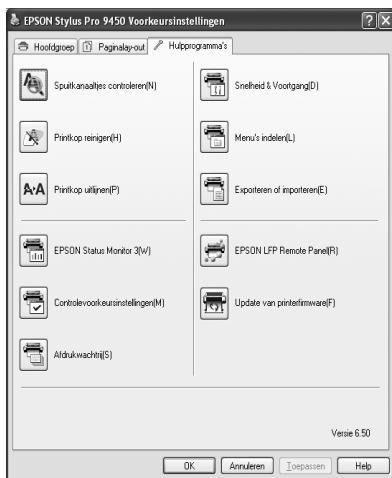 EPSON Stylus Pro 9450 Voorkeursinstellingen
Hoofdgroep Paginalay-out Hulpprogramma's
Spuitkanaaltjes controleren(N)
Printkop reinigen(H)
Printkop uitlijnen(P)
EPSON Status Monitor 3(W)
Controlevoorkeursinstellingen(M)
Afdrukwachtrij(S)
Snelheid & Voortgang(D)
Menu's indelen(L)
Exporteren of importeren(E)
EPSON LFP Remote Panel(R)
Update van printerfirmware(F)
Versie 6.50
OK Annuleren Toepassen Help